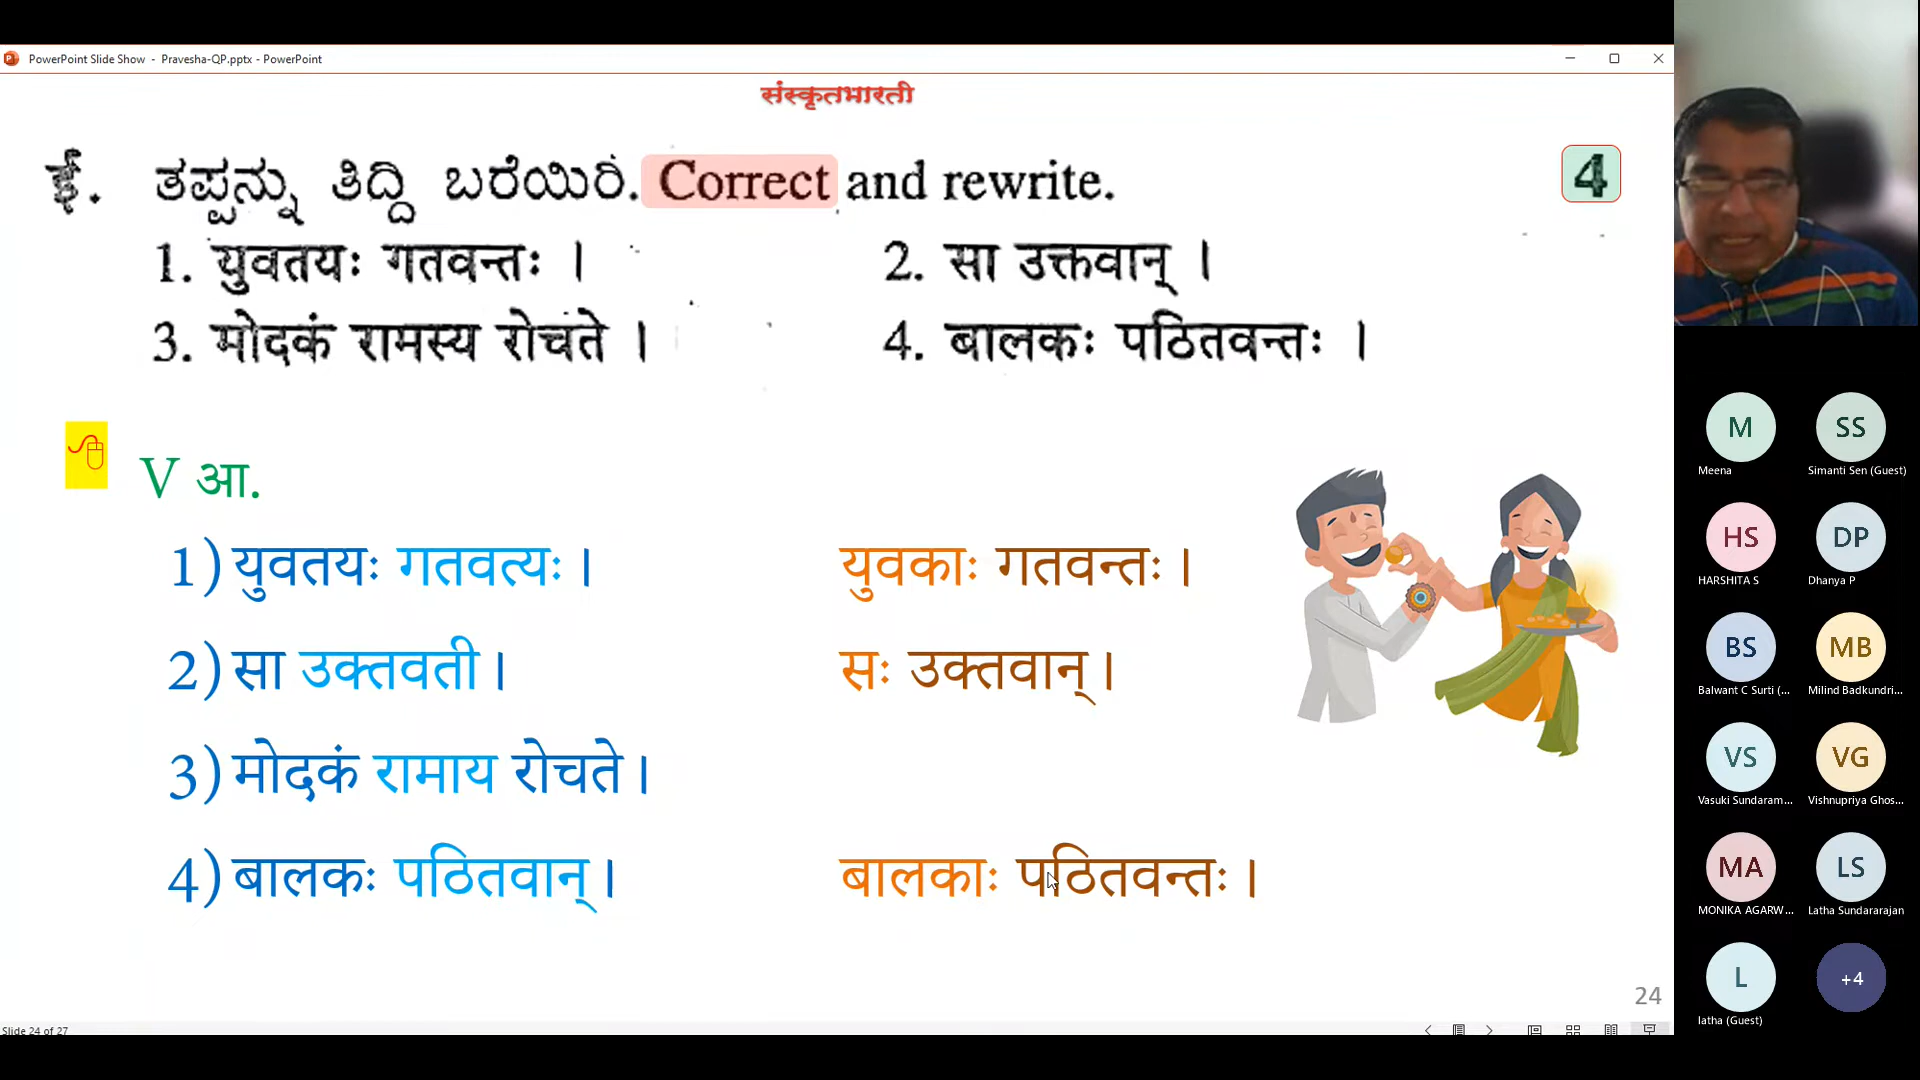 PowerPoint Slide Show - Pravesha-QP.pptx - PowerPoint
संस्कृतभारती
ई. ತಪ್ಪನ್ನು ತಿದ್ದಿ ಬರೆಯಿರಿ. Correct and rewrite. 4
1. युवतयः गतवन्तः । 2. सा उक्तवान् ।
3. मोदकं रामस्य रोचते । 4. बालकः पठितवन्तः ।
V आ.
1) युवतयः गतवत्यः । युवकाः गतवन्तः ।
2) सा उक्तवती । सः उक्तवान् ।
3) मोदकं रामाय रोचते ।
4) बालकः पठितवान् । बालकाः पठितवन्तः ।
24
Slide 24 of 27
M SS
Meena Simanti Sen (Guest)
HS DP
HARSHITA S Dhanya P
BS MB
Balwant C Surti (... Milind Badkundri...
VS VG
Vasuki Sundaram... Vishnupriya Ghos...
MA LS
MONIKA AGARW... Latha Sundararajan
L +4
latha (Guest)